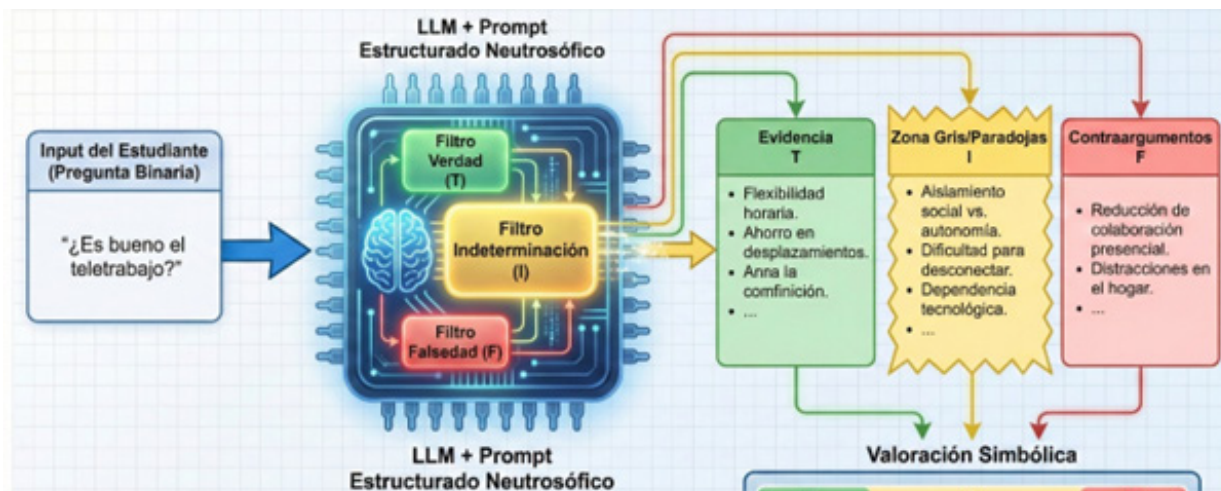 LLM + Prompt
Estructurado Neutrosófico
Input del Estudiante
(Pregunta Binaria)
"¿Es bueno el
teletrabajo?"
Filtro
Verdad
(T)
Filtro
Indeterminación
(I)
Filtro
Falsedad (F)
LLM + Prompt
Estructurado Neutrosófico
Evidencia
T
• Flexibilidad
horaria.
• Ahorro en
desplazamientos.
• Anna la
comfinición.
• ...
Zona Gris/Paradojas
I
• Aislamiento
social vs.
autonomía.
• Dificultad para
desconectar.
• Dependencia
tecnológica.
• ...
Contraargumentos
F
• Reducción de
colaboración
presencial.
• Distracciones en
el hogar.
• ...
Valoración Simbólica